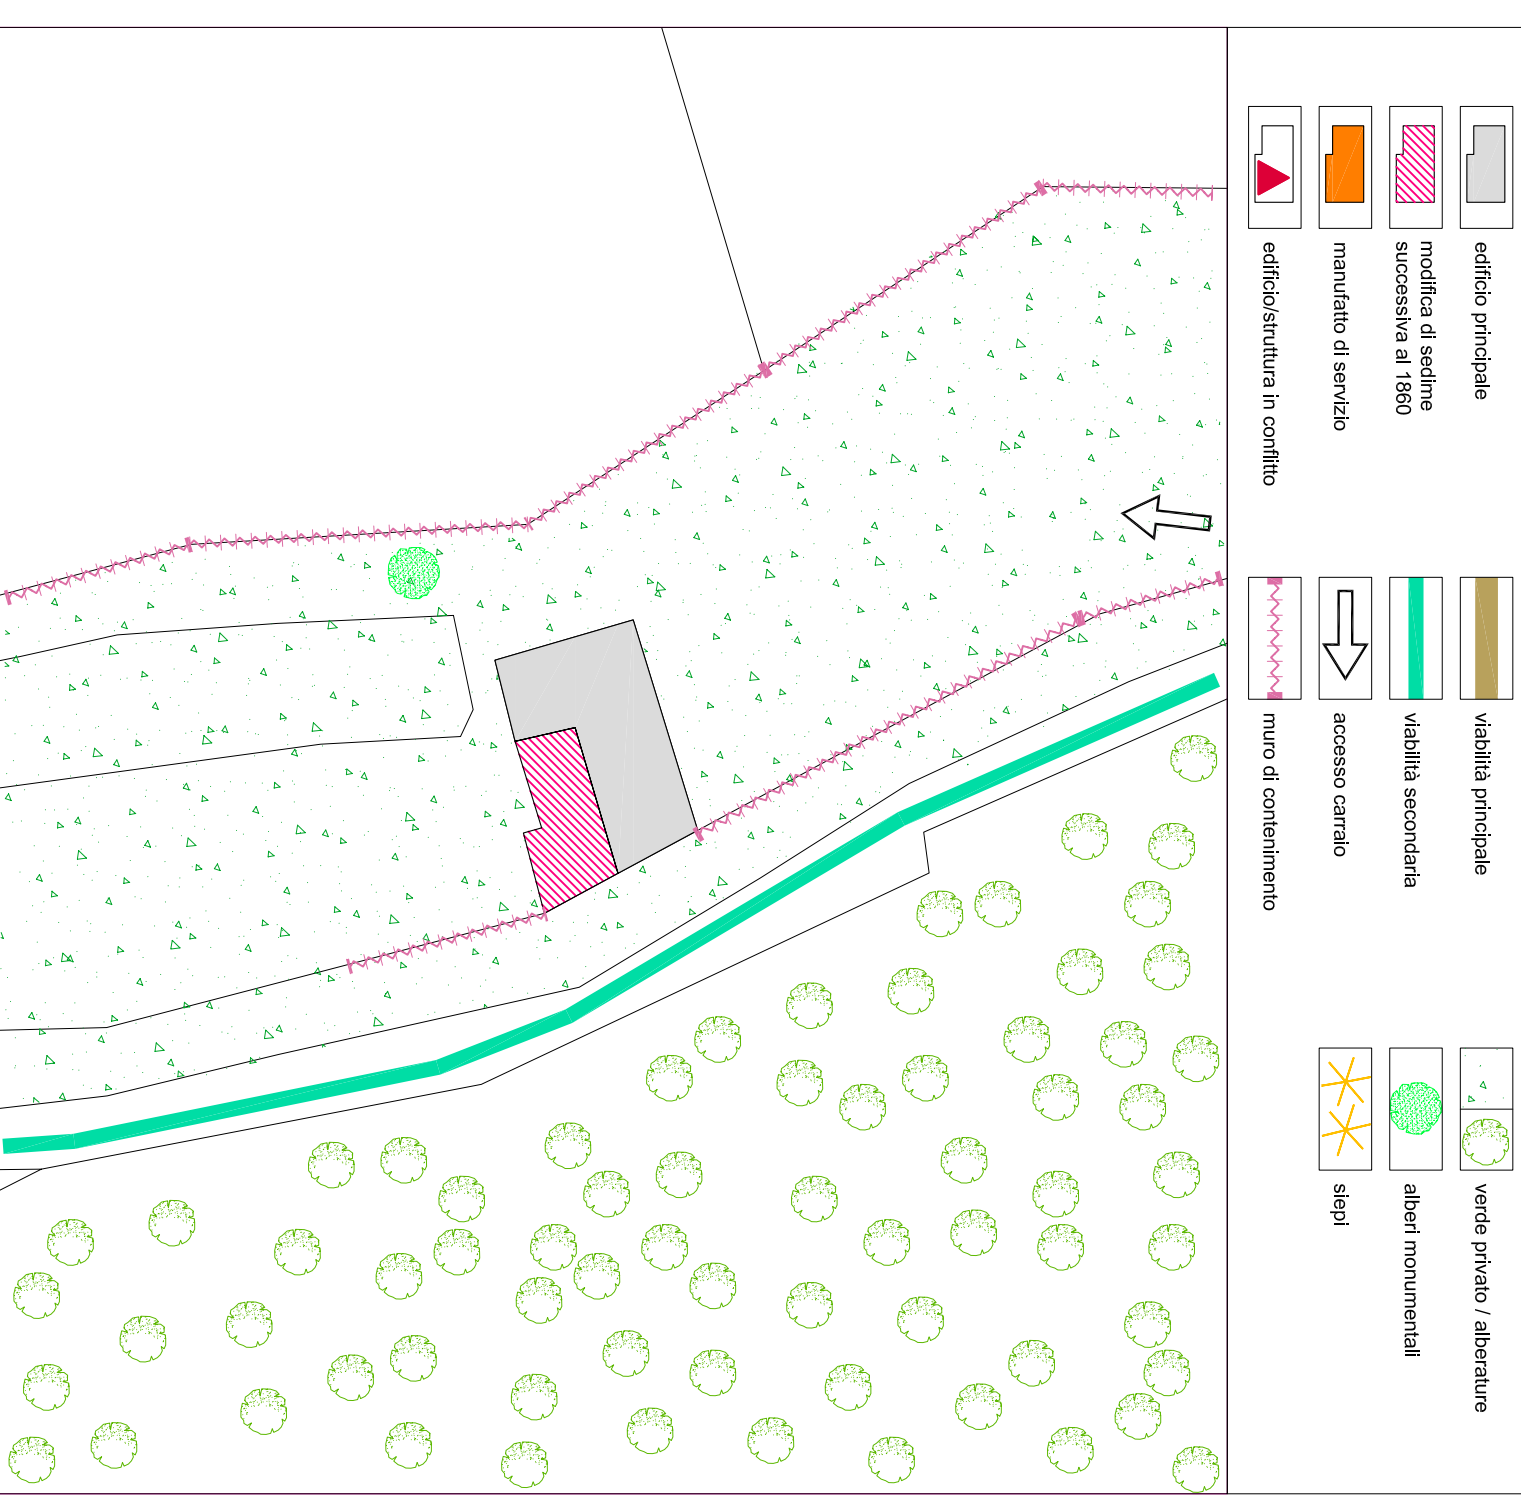 edificio principale
modifica di sedime
successiva al 1860
manufatto di servizio
edificio/struttura in conflitto
viabilità principale
viabilità secondaria
accesso carraio
muro di contenimento
verde privato / alberature
alberi monumentali
siepi